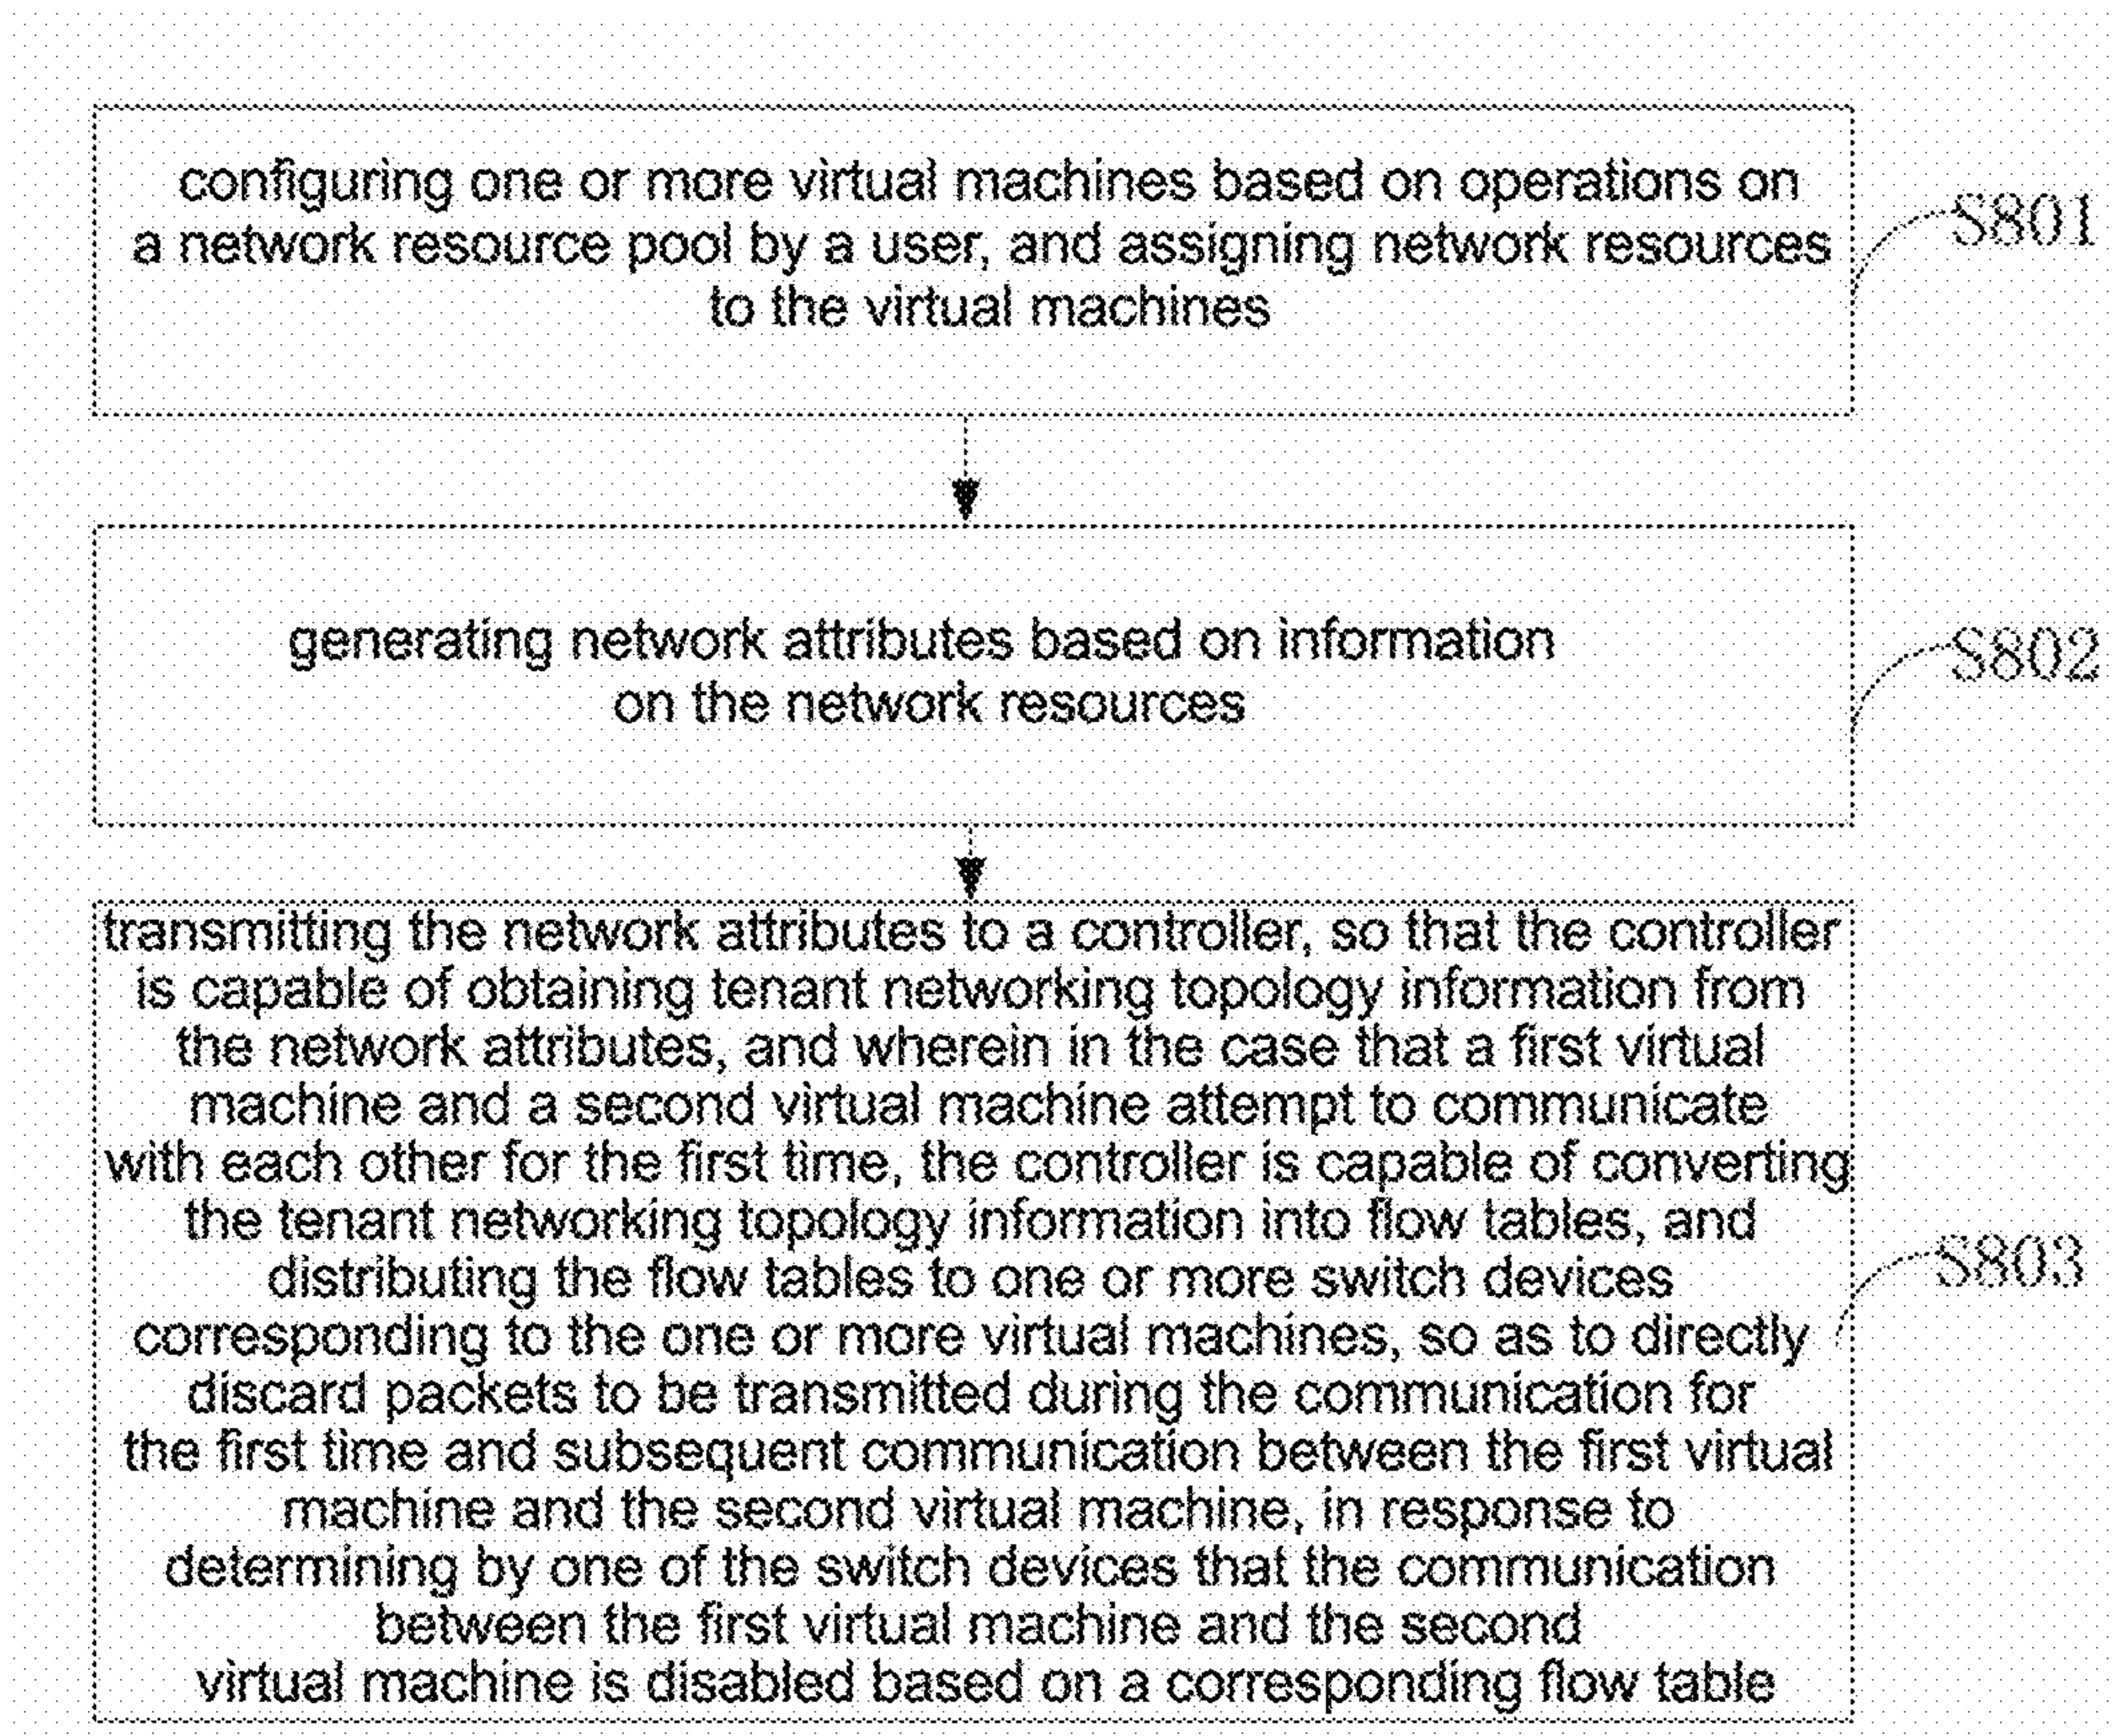 configuring one or more virtual machines based on operations on
a network resource pool by a user, and assigning network resources
to the virtual machines
S801
generating network attributes based on information
on the network resources
S802
transmitting the network attributes to a controller, so that the controller
is capable of obtaining tenant networking topology information from
the network attributes, and wherein in the case that a first virtual
machine and a second virtual machine attempt to communicate
with each other for the first time, the controller is capable of converting
the tenant networking topology information into flow tables, and
distributing the flow tables to one or more switch devices
corresponding to the one or more virtual machines, so as to directly
discard packets to be transmitted during the communication for
the first time and subsequent communication between the first virtual
machine and the second virtual machine, in response to
determining by one of the switch devices that the communication
between the first virtual machine and the second
virtual machine is disabled based on a corresponding flow table
S803